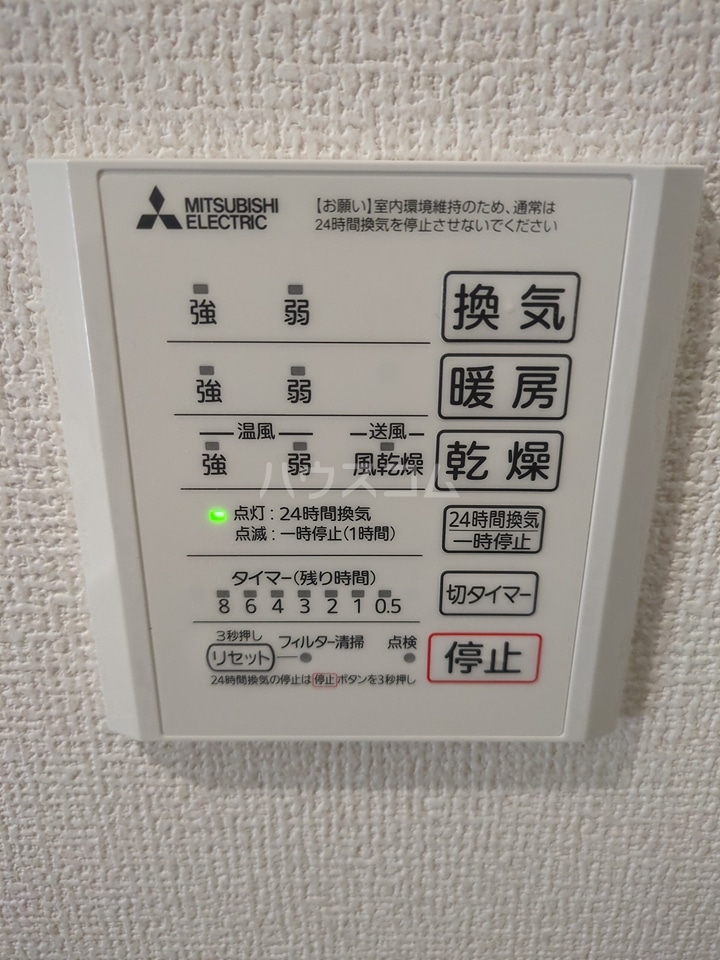 MITSUBISHI
ELECTRIC
【お願い】室内環境維持のため、通常は
24時間換気を停止させないでください
強 弱 換気
強 弱 暖房
温風 送風
強 弱 風乾燥 乾燥
ハウスコム
点灯:24時間換気
点滅:一時停止(1時間)
24時間換気
一時停止
タイマー(残り時間)
8 6 4 3 2 1 0.5
切タイマー
3秒押し
リセット フィルター清掃 点検
停止
24時間換気の停止は停止ボタンを3秒押し